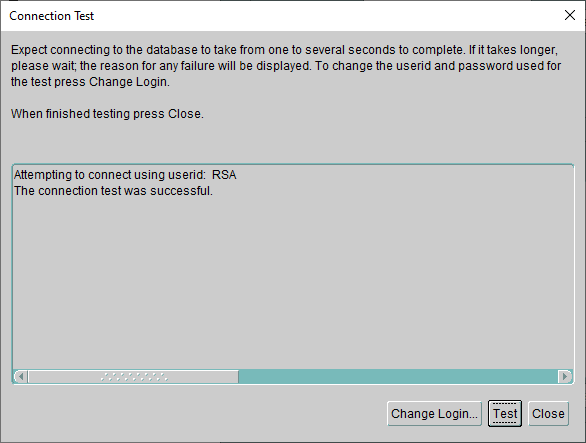 Connection Test
Expect connecting to the database to take from one to several seconds to complete. If it takes longer,
please wait; the reason for any failure will be displayed. To change the userid and password used for
the test press Change Login.
When finished testing press Close.
Attempting to connect using userid:  RSA
The connection test was successful.
Change Login... Test Close